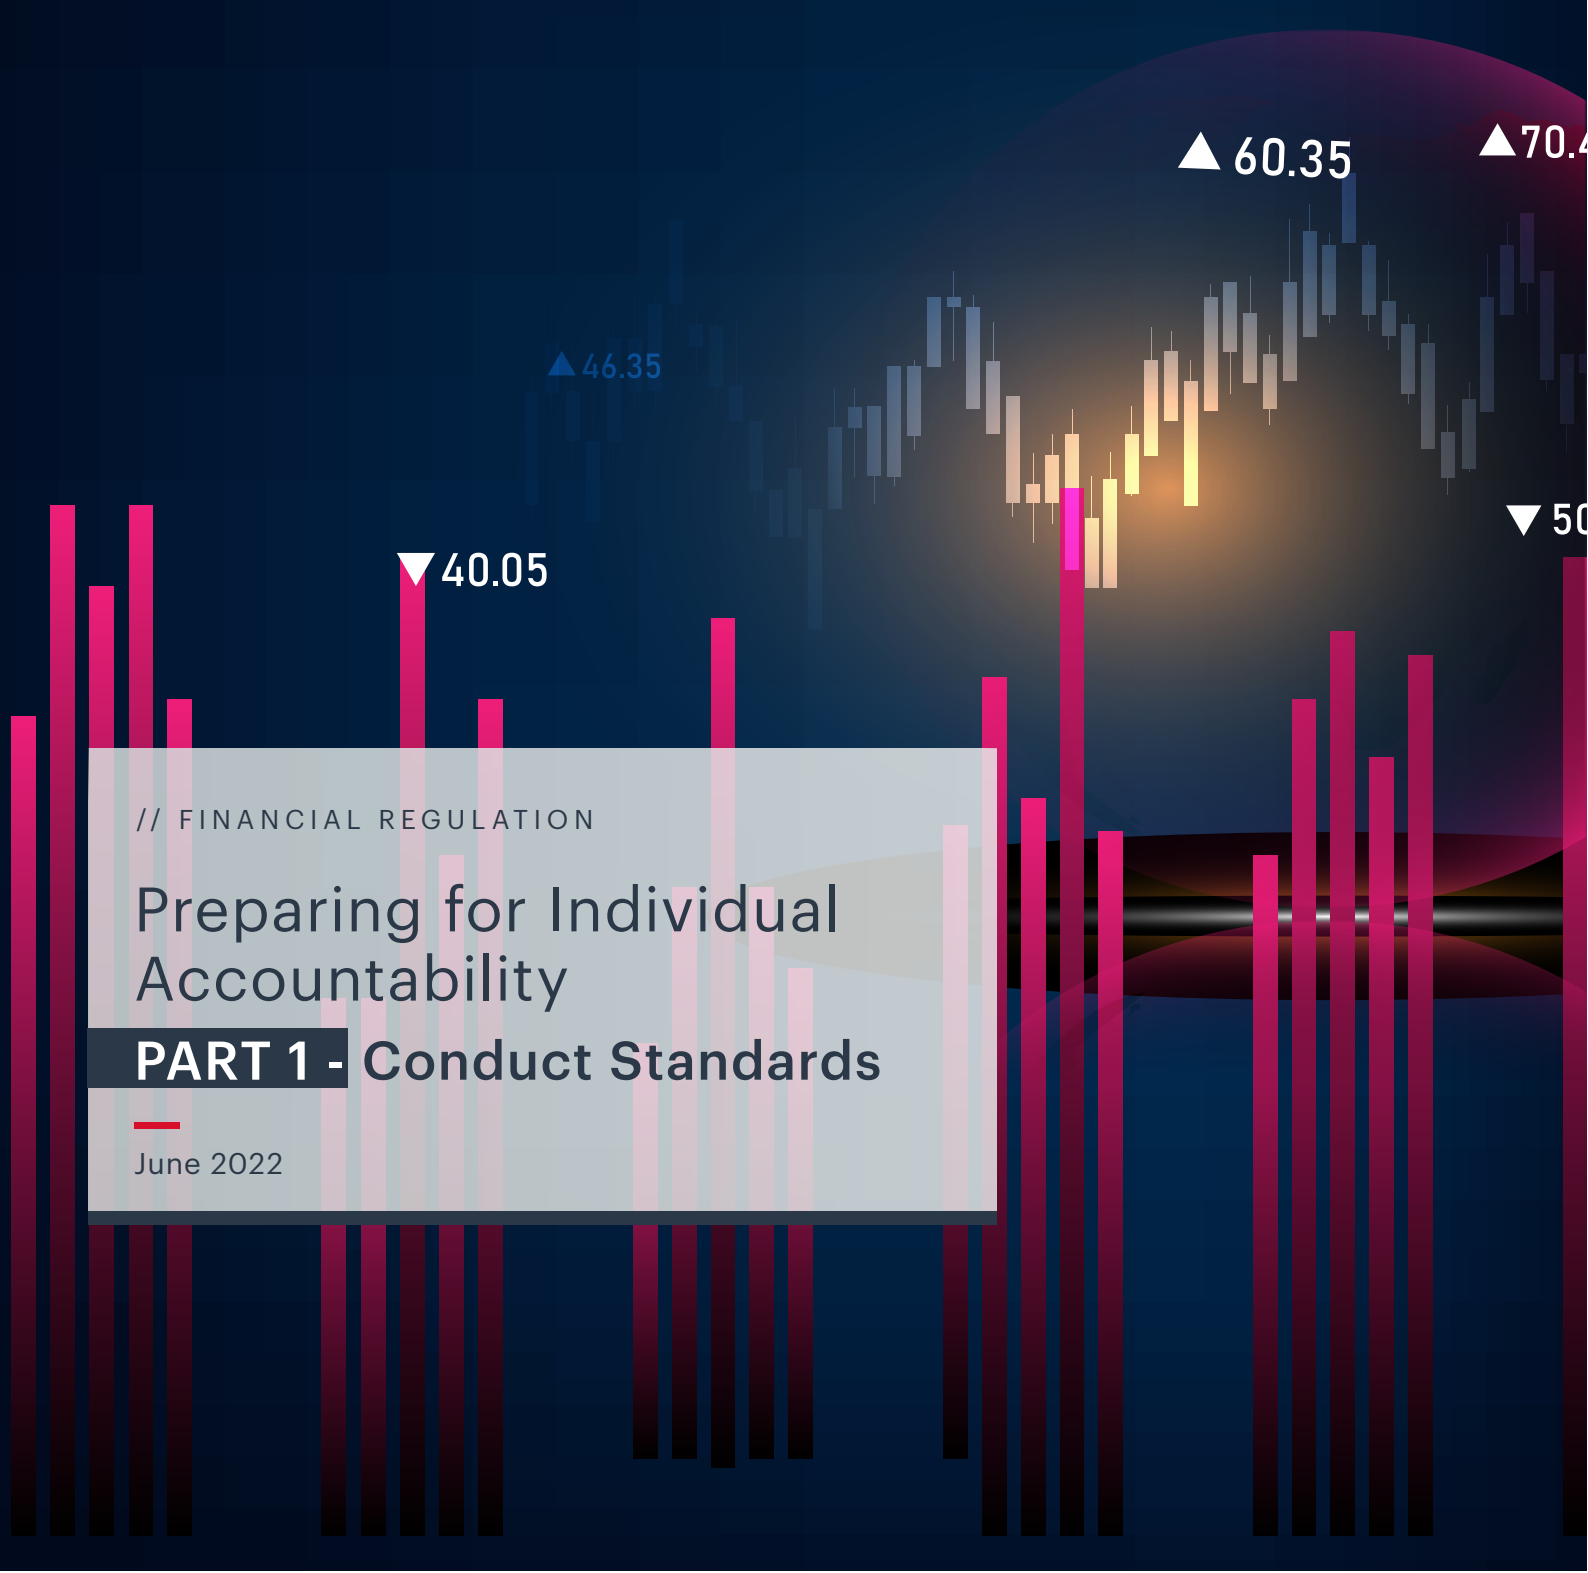 ▲ 60.35
▲ 70.4
▲ 46.35
▼ 50
▼ 40.05
// FINANCIAL REGULATION
Preparing for Individual
Accountability
PART 1 - Conduct Standards
June 2022